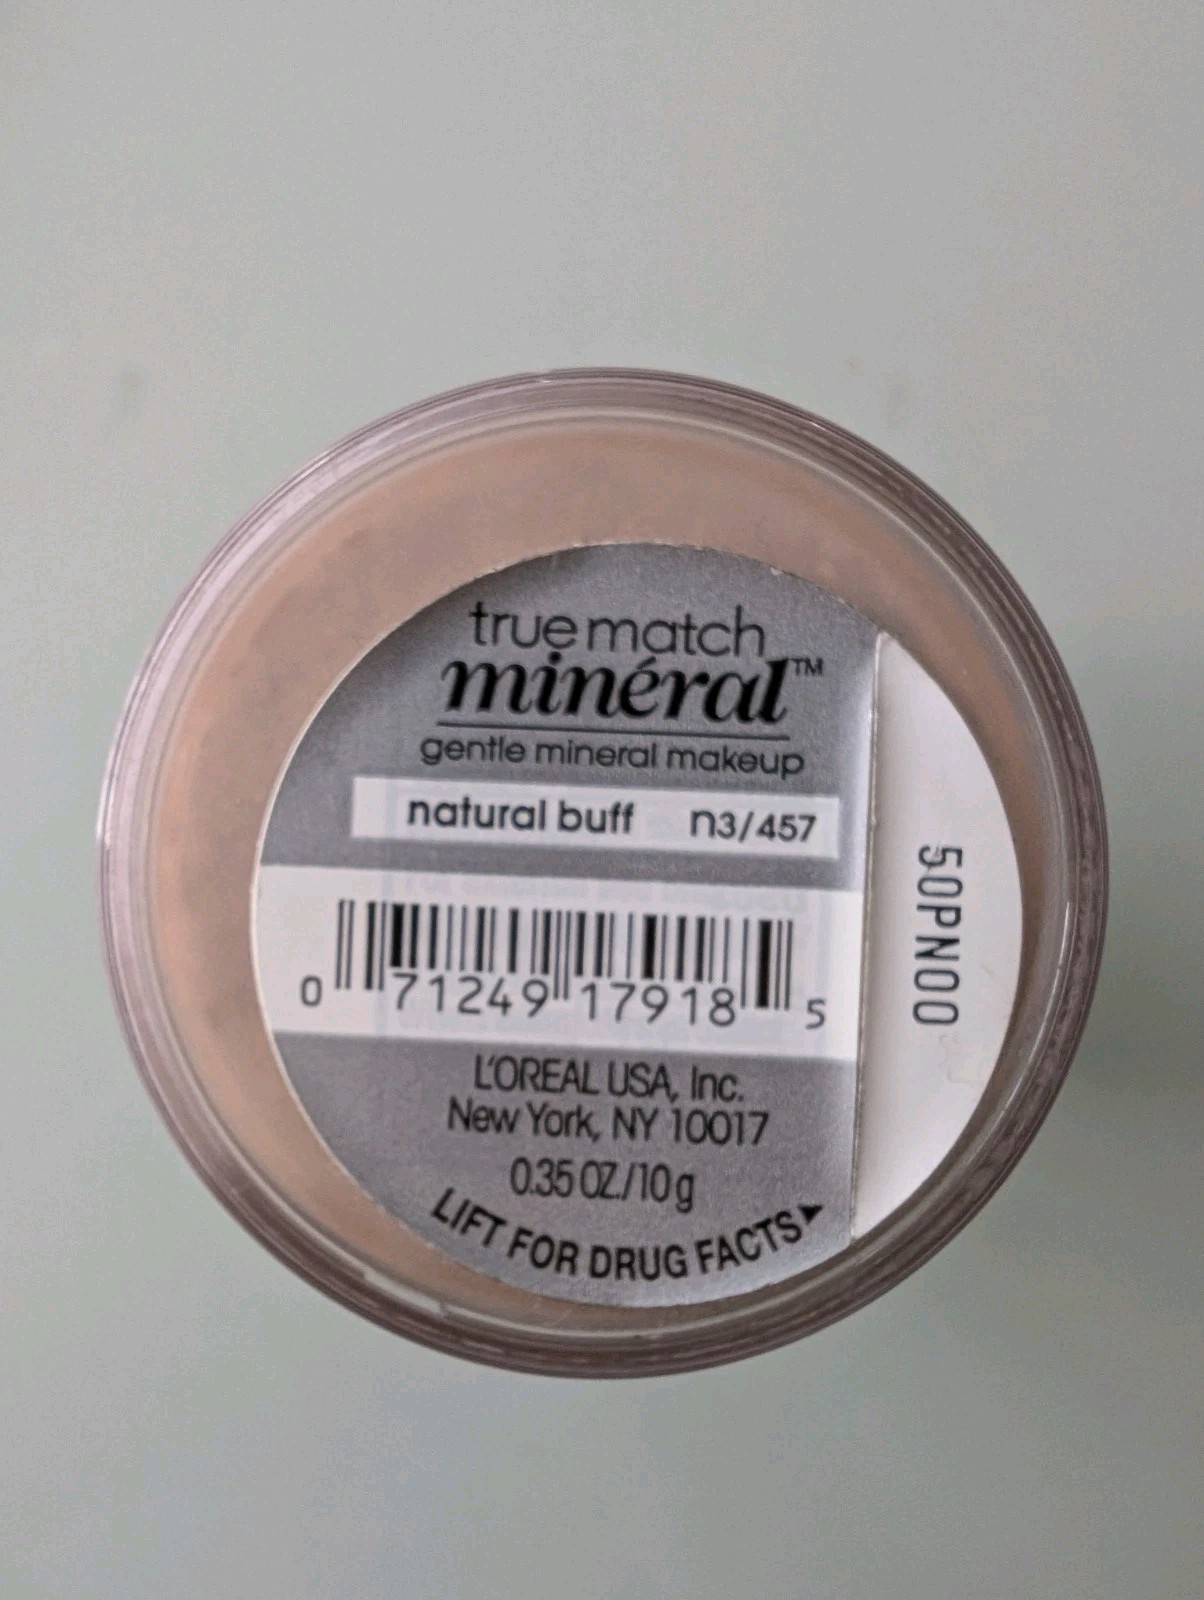 true match
minéral™
gentle mineral makeup
natural buff n3/457
0 71249 17918 5
L'OREAL USA, Inc.
New York, NY 10017
0.35 OZ./10 g
LIFT FOR DRUG FACTS▶
50PN00